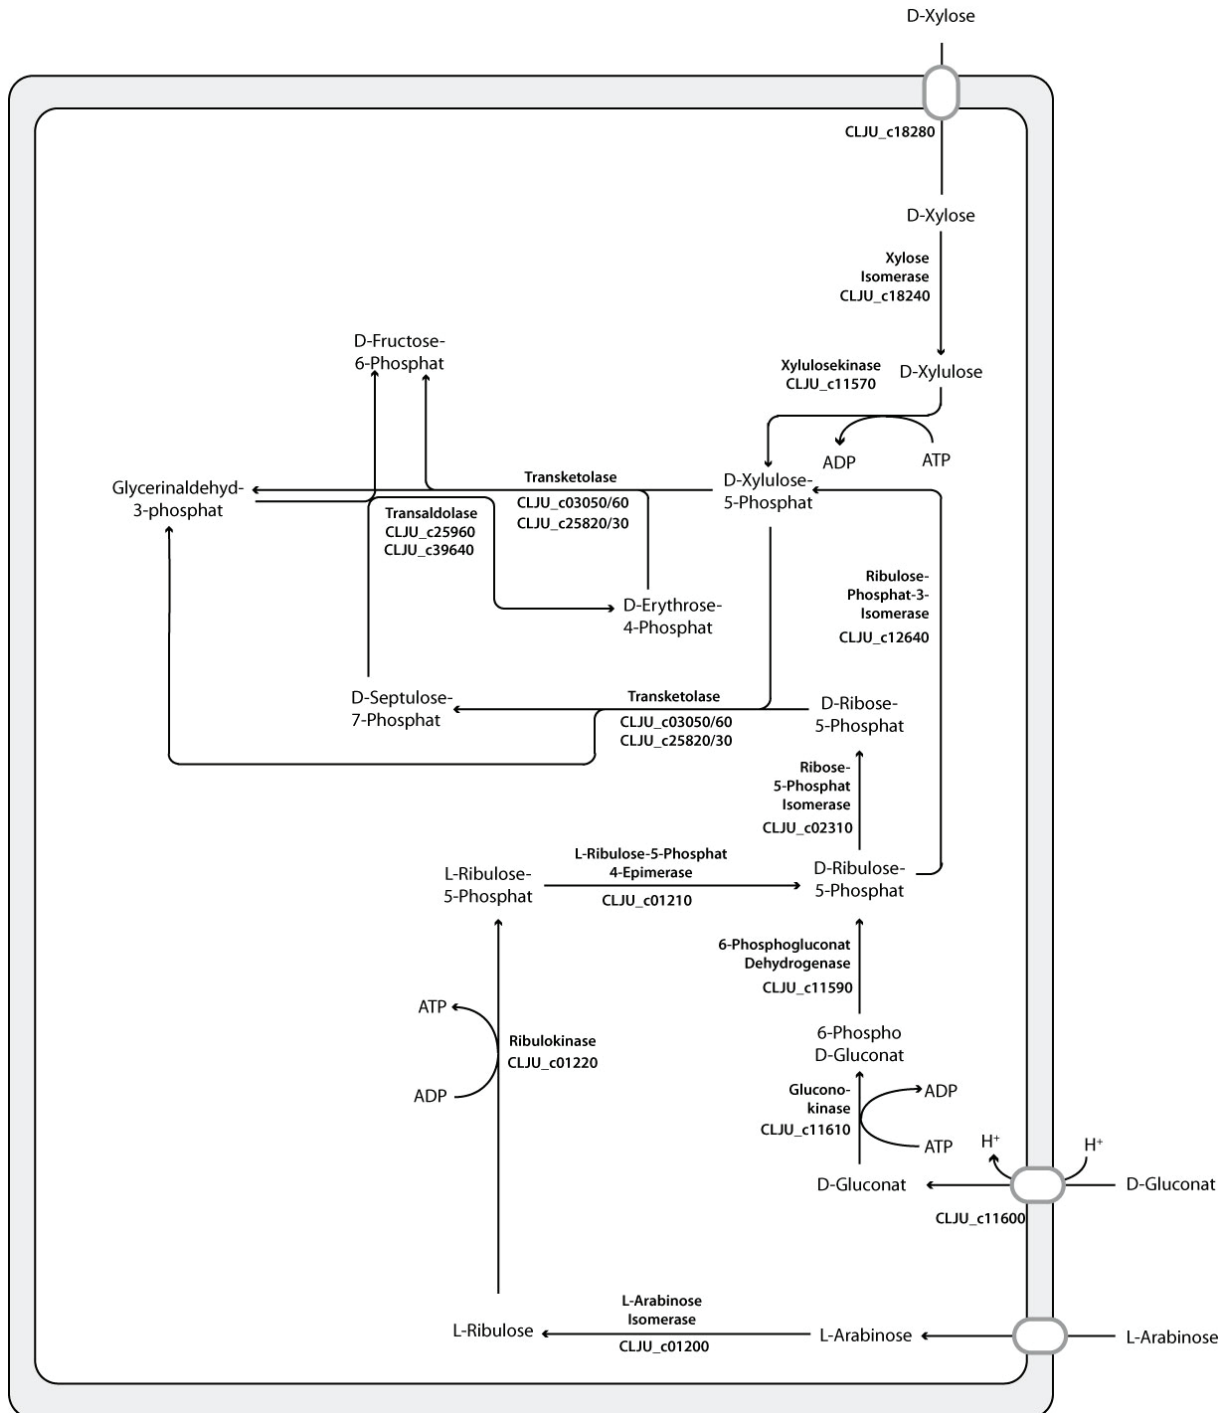 D-Xylose
CLJU_c18280
D-Xylose
Xylose
Isomerase
CLJU_c18240
D-Fructose-
6-Phosphat
Xylulosekinase
CLJU_c11570
D-Xylulose
ADP
ATP
Glycerinaldehyd-
3-phosphat
Transketolase
CLJU_c03050/60
CLJU_c25820/30
D-Xylulose-
5-Phosphat
Transaldolase
CLJU_c25960
CLJU_c39640
Ribulose-
Phosphat-3-
Isomerase
CLJU_c12640
D-Erythrose-
4-Phosphat
D-Septulose-
7-Phosphat
Transketolase
CLJU_c03050/60
CLJU_c25820/30
D-Ribose-
5-Phosphat
Ribose-
5-Phosphat
Isomerase
CLJU_c02310
L-Ribulose-
5-Phosphat
L-Ribulose-5-Phosphat
4-Epimerase
CLJU_c01210
D-Ribulose-
5-Phosphat
6-Phosphogluconat
Dehydrogenase
CLJU_c11590
ATP
ADP
Ribulokinase
CLJU_c01220
6-Phospho
D-Gluconat
Glucono-
kinase
CLJU_c11610
ADP
ATP
H⁺
H⁺
D-Gluconat
D-Gluconat
CLJU_c11600
L-Ribulose
L-Arabinose
Isomerase
CLJU_c01200
L-Arabinose
L-Arabinose